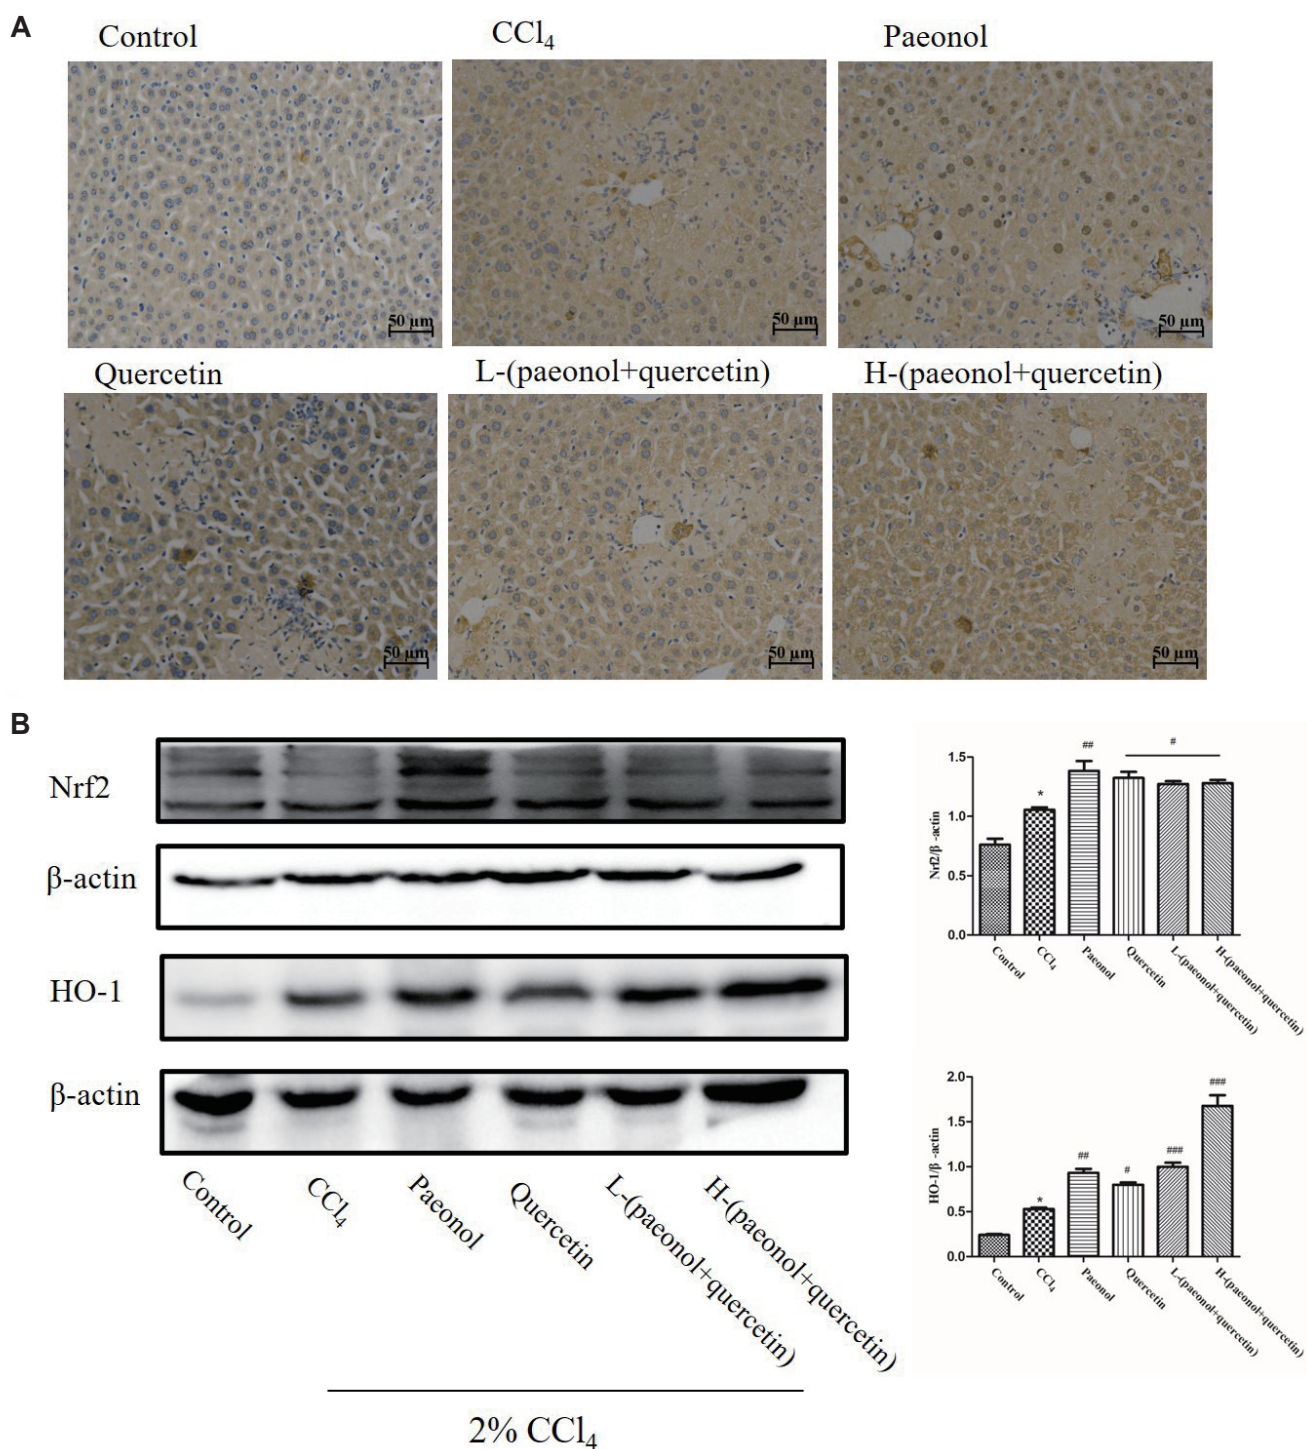 A
Control
CCl₄
Paeonol
50 µm
50 µm
50 µm
Quercetin
L-(paeonol+quercetin)
H-(paeonol+quercetin)
50 µm
50 µm
50 µm
B
Nrf2
β-actin
HO-1
β-actin
Control
CCl₄
Paeonol
Quercetin
L-(paeonol+quercetin)
H-(paeonol+quercetin)
2% CCl₄
Nrf2/β-actin
1.5
1.0
0.5
0.0
*
##
#
Control
CCl₄
Paeonol
Quercetin
L-(paeonol+quercetin)
H-(paeonol+quercetin)
HO-1/β-actin
2.0
1.5
1.0
0.5
0.0
*
##
#
###
###
Control
CCl₄
Paeonol
Quercetin
L-(paeonol+quercetin)
H-(paeonol+quercetin)